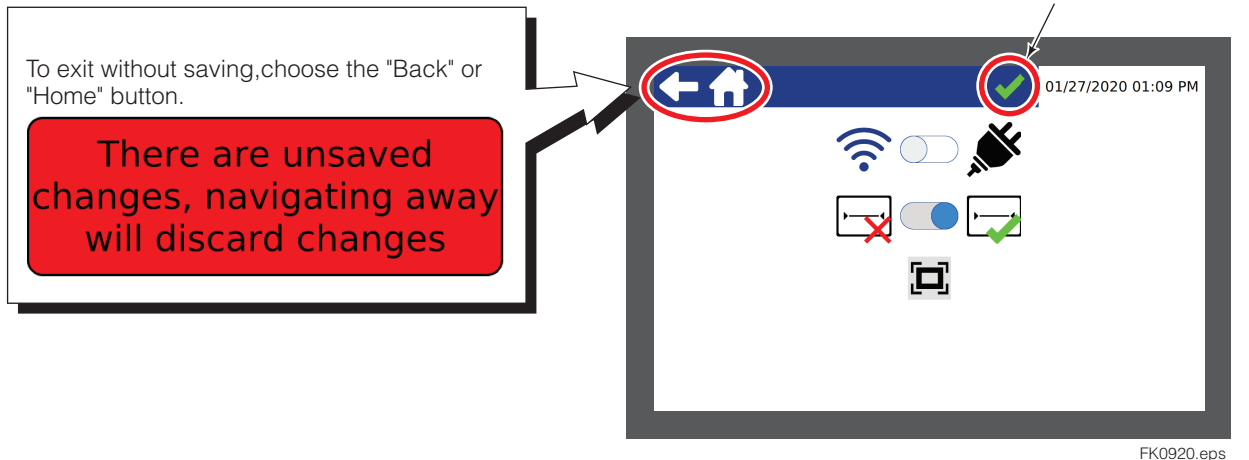 To exit without saving,choose the "Back" or
"Home" button.
There are unsaved
changes, navigating away
will discard changes
01/27/2020 01:09 PM
FK0920.eps